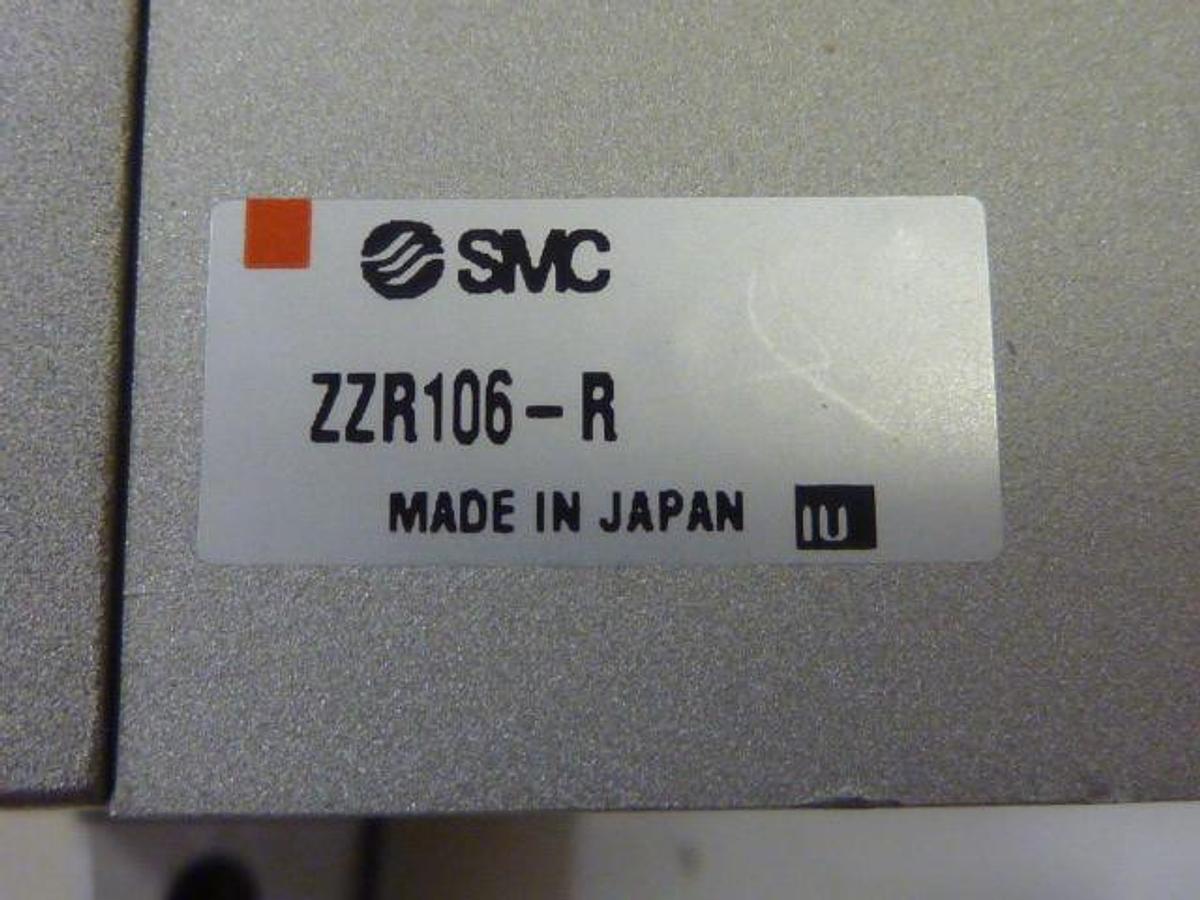 SMC
ZZR106-R
MADE IN JAPAN IU